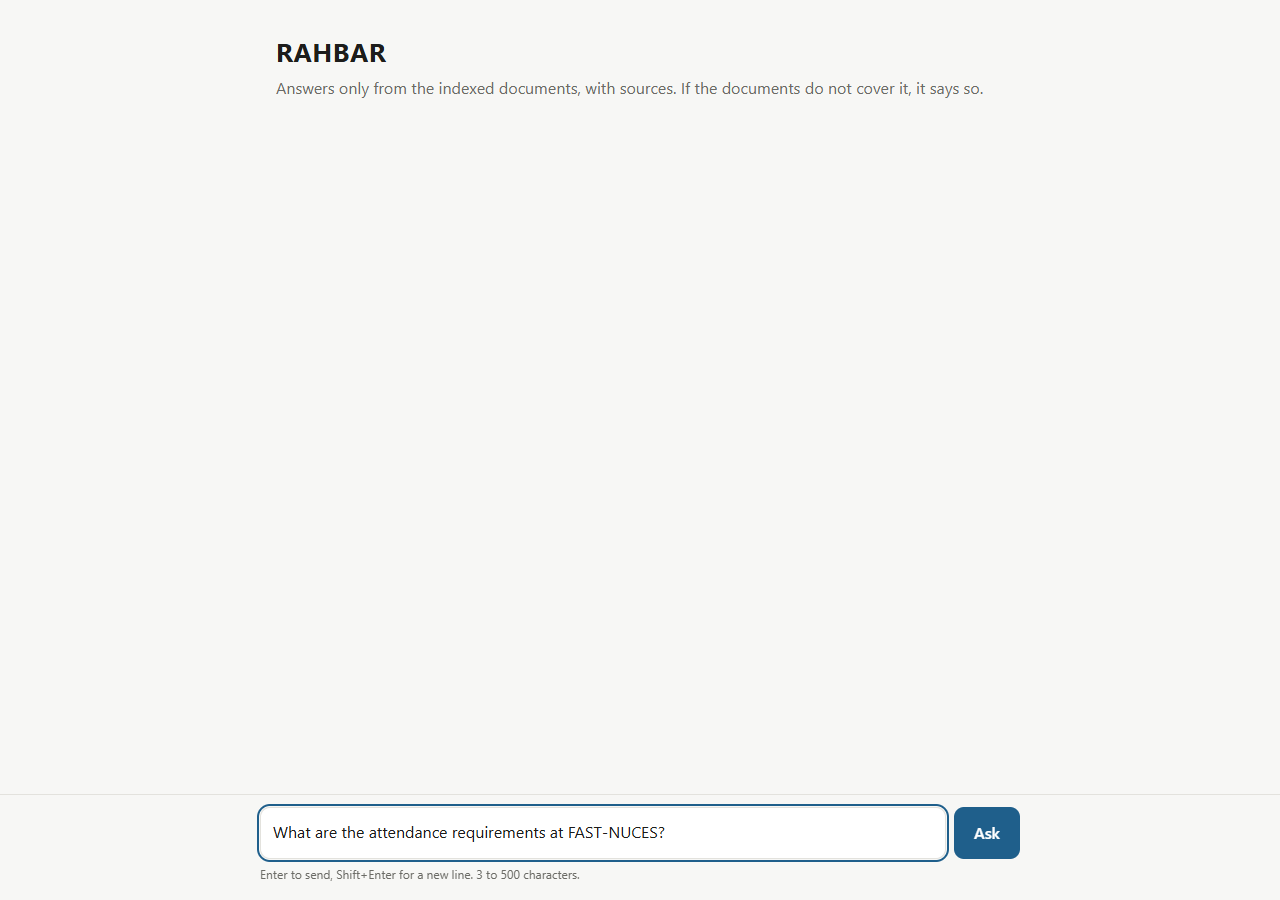 RAHBAR
Answers only from the indexed documents, with sources. If the documents do not cover it, it says so.
What are the attendance requirements at FAST-NUCES?
Ask
Enter to send, Shift+Enter for a new line. 3 to 500 characters.